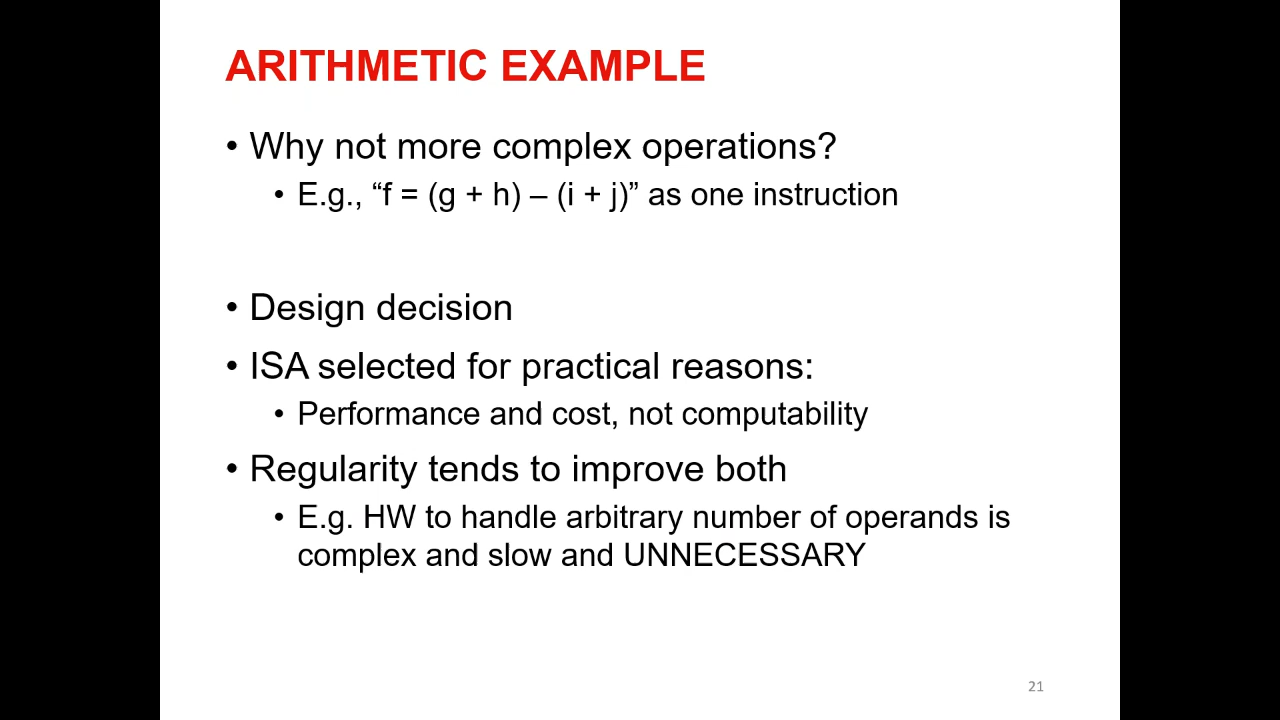 ARITHMETIC EXAMPLE
• Why not more complex operations?
• E.g., “f = (g + h) – (i + j)” as one instruction
• Design decision
• ISA selected for practical reasons:
• Performance and cost, not computability
• Regularity tends to improve both
• E.g. HW to handle arbitrary number of operands is
complex and slow and UNNECESSARY
21